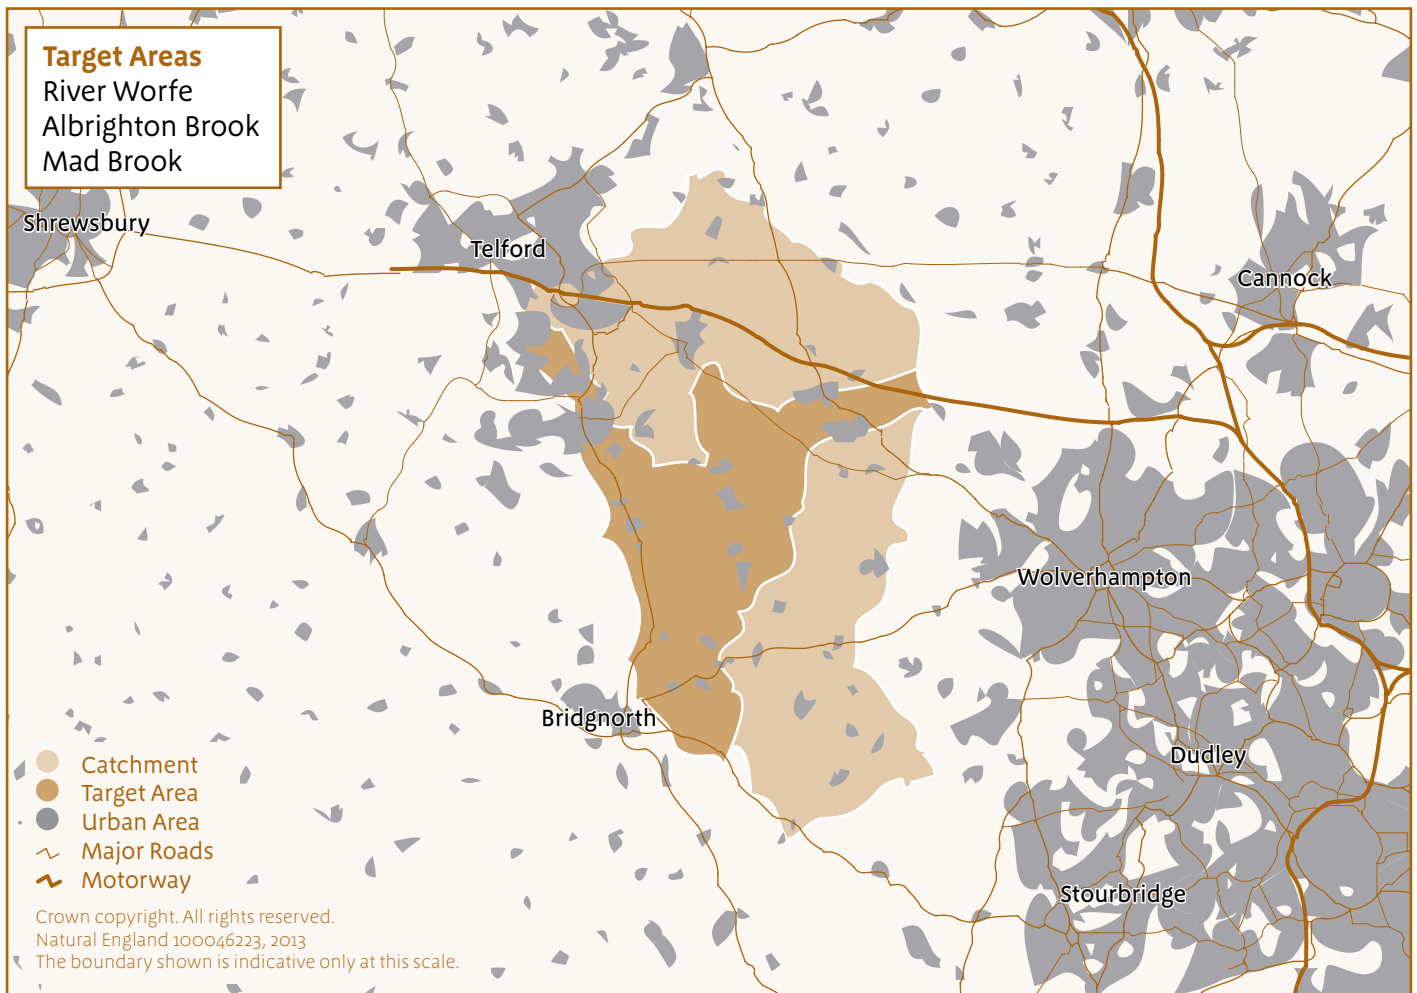 Target Areas
River Worfe
Albrighton Brook
Mad Brook
Shrewsbury
Telford
Cannock
Wolverhampton
Bridgnorth
Dudley
Stourbridge
Catchment
Target Area
Urban Area
Major Roads
Motorway
Crown copyright. All rights reserved.
Natural England 100046223, 2013
The boundary shown is indicative only at this scale.